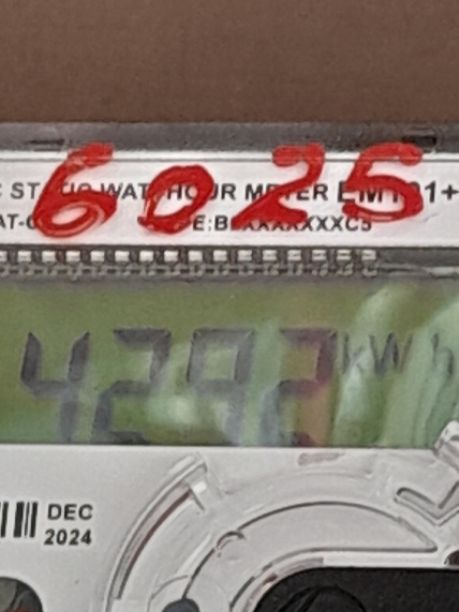 6025
STATIC WATT HOUR METER
4292 kWh
DEC
2024